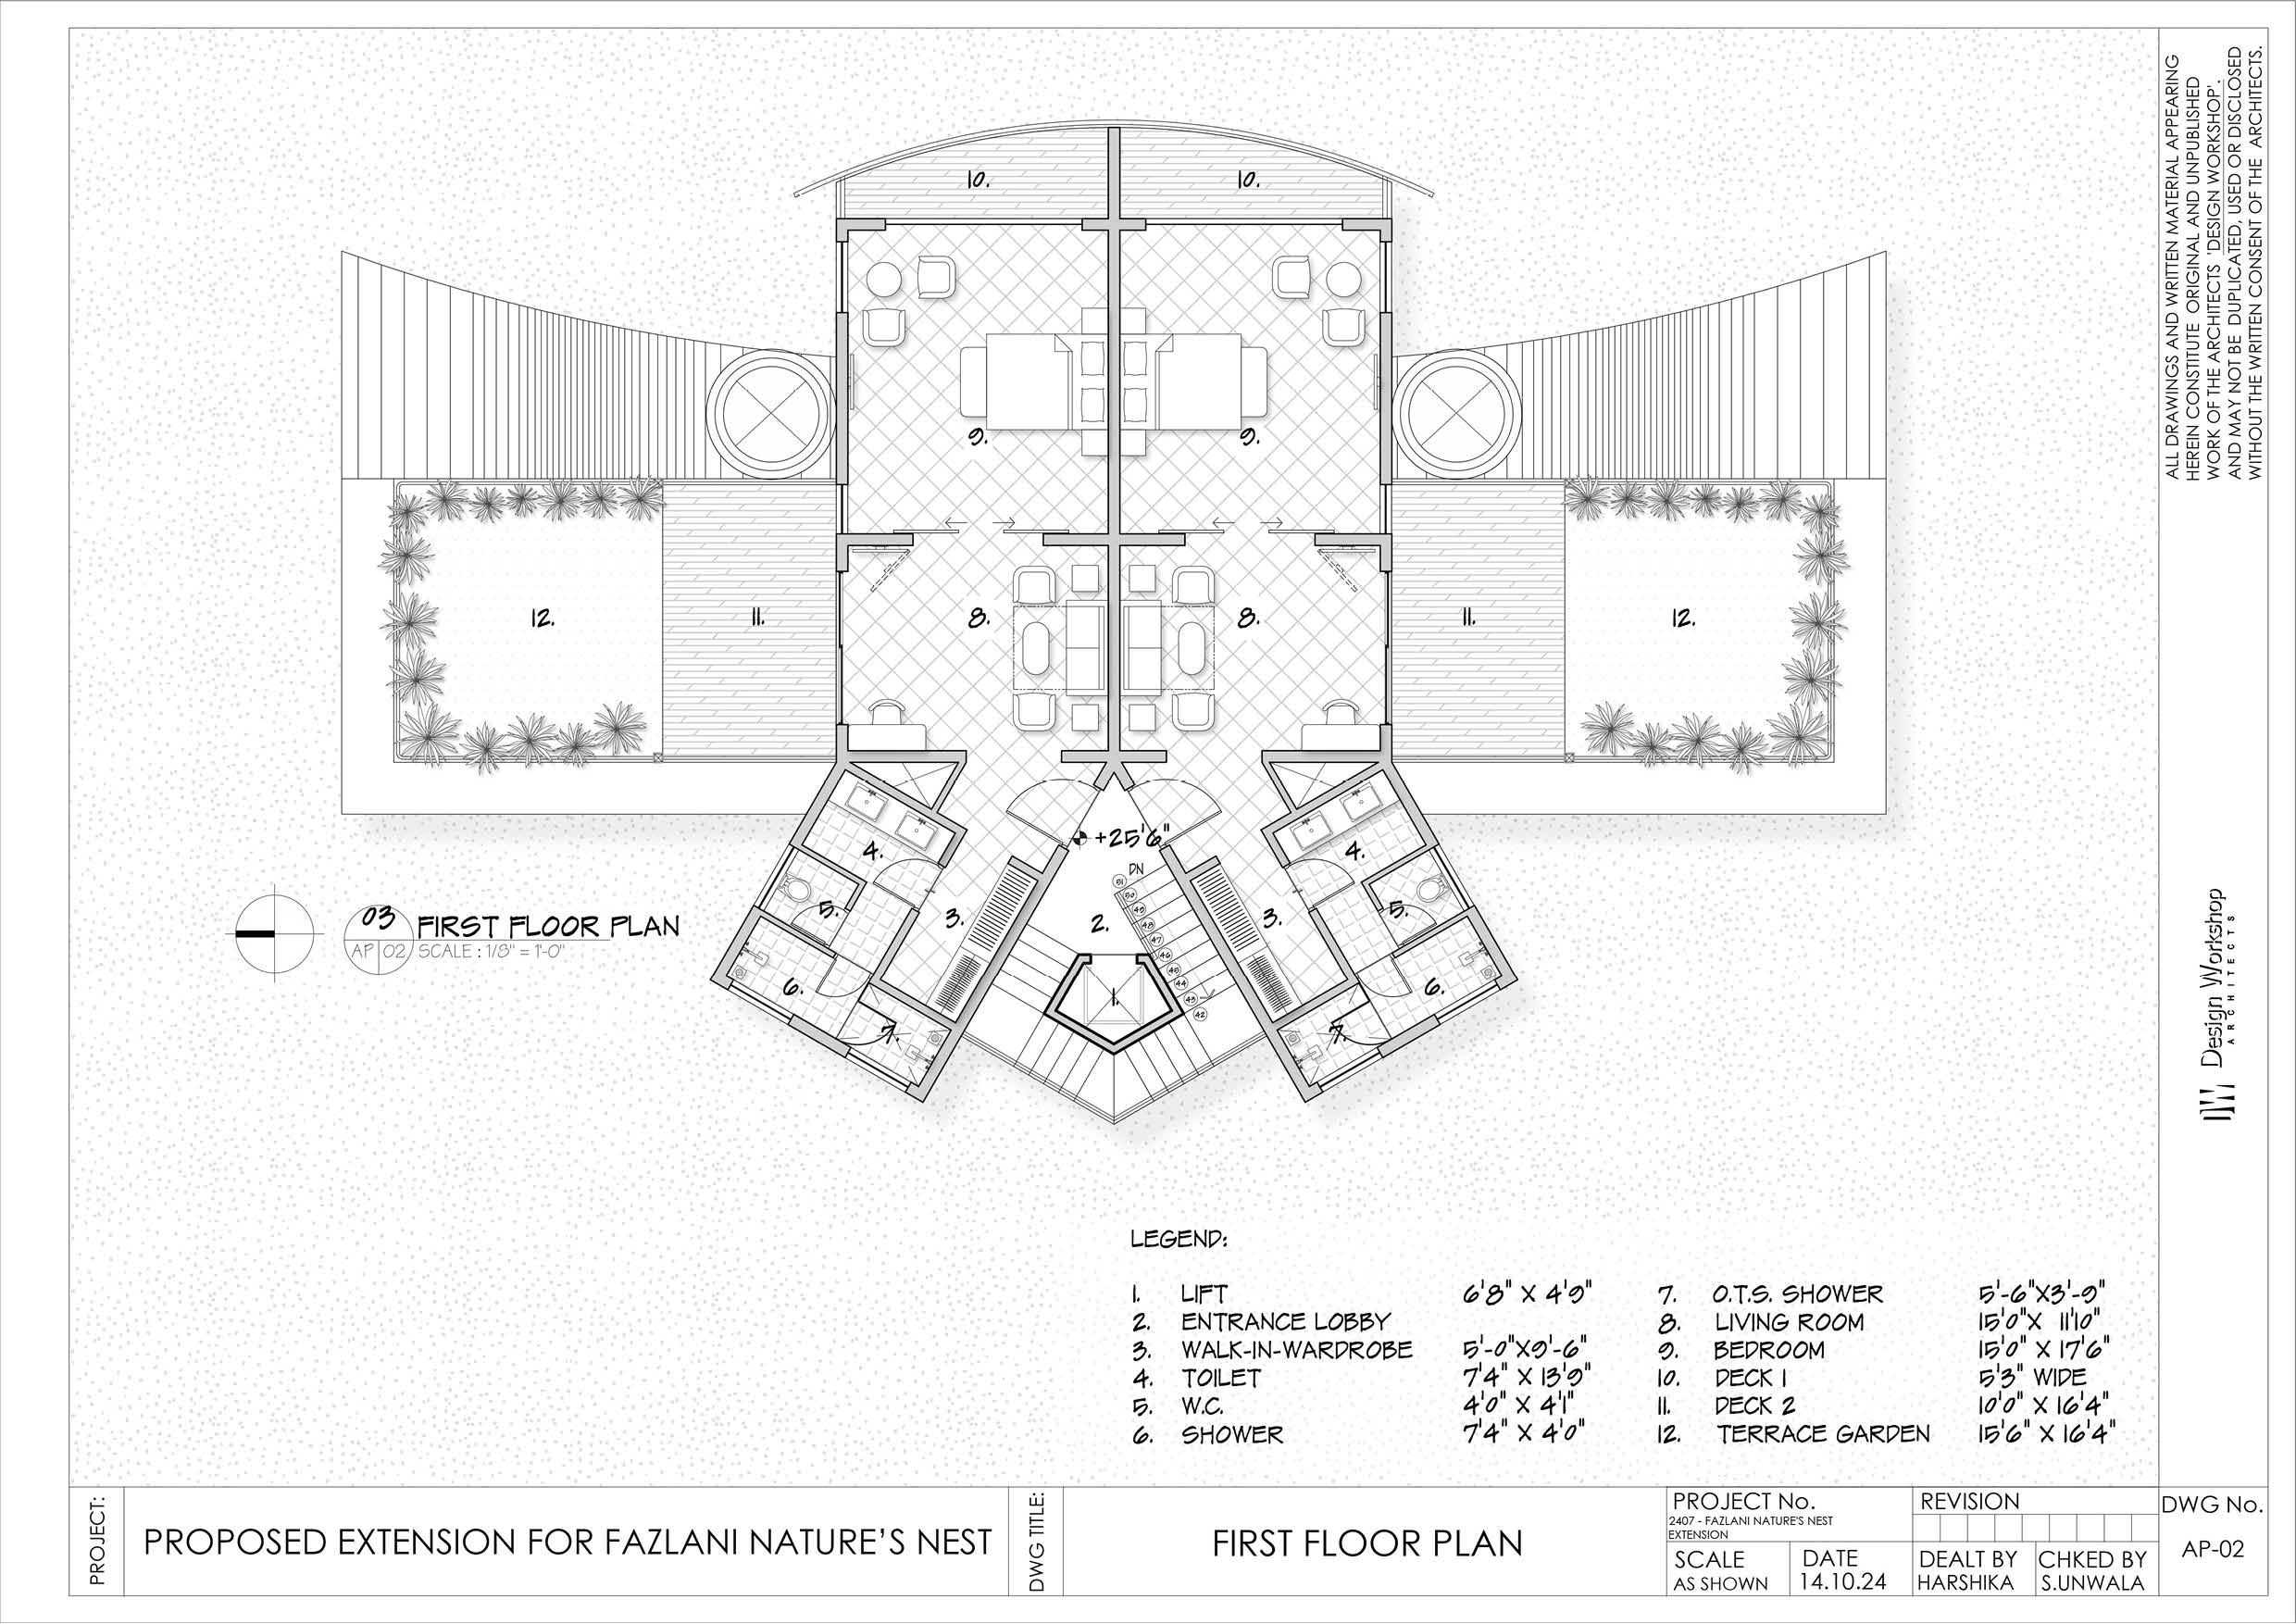 ALL DRAWINGS AND WRITTEN MATERIAL APPEARING
HEREIN CONSTITUTE ORIGINAL AND UNPUBLISHED
WORK OF THE ARCHITECTS 'DESIGN WORKSHOP'.
AND MAY NOT BE DUPLICATED, USED OR DISCLOSED
WITHOUT THE WRITTEN CONSENT OF THE ARCHITECTS.
10.
10.
9.
9.
12.
11.
8.
8.
11.
12.
+25'6"
4.
4.
DN
5.
3.
2.
3.
5.
51
50
49
48
47
46
45
44
43
42
6.
1.
6.
7.
7.
03
FIRST FLOOR PLAN
AP 02
SCALE : 1/8" = 1'-0"
Design Workshop
ARCHITECTS
LEGEND:
1. LIFT 6'8" X 4'9"
2. ENTRANCE LOBBY
3. WALK-IN-WARDROBE 5'-0"X9'-6"
4. TOILET 7'4" X 13'9"
5. W.C. 4'0" X 4'1"
6. SHOWER 7'4" X 4'0"
7. O.T.S. SHOWER 5'-6"X3'-9"
8. LIVING ROOM 15'0"X 11'10"
9. BEDROOM 15'0" X 17'6"
10. DECK 1 5'3" WIDE
11. DECK 2 10'0" X 16'4"
12. TERRACE GARDEN 15'6" X 16'4"
PROJECT:
PROPOSED EXTENSION FOR FAZLANI NATURE'S NEST
DWG TITLE:
FIRST FLOOR PLAN
PROJECT No.
2407 - FAZLANI NATURE'S NEST
EXTENSION
REVISION
SCALE
AS SHOWN
DATE
14.10.24
DEALT BY
HARSHIKA
CHKED BY
S.UNWALA
DWG No.
AP-02